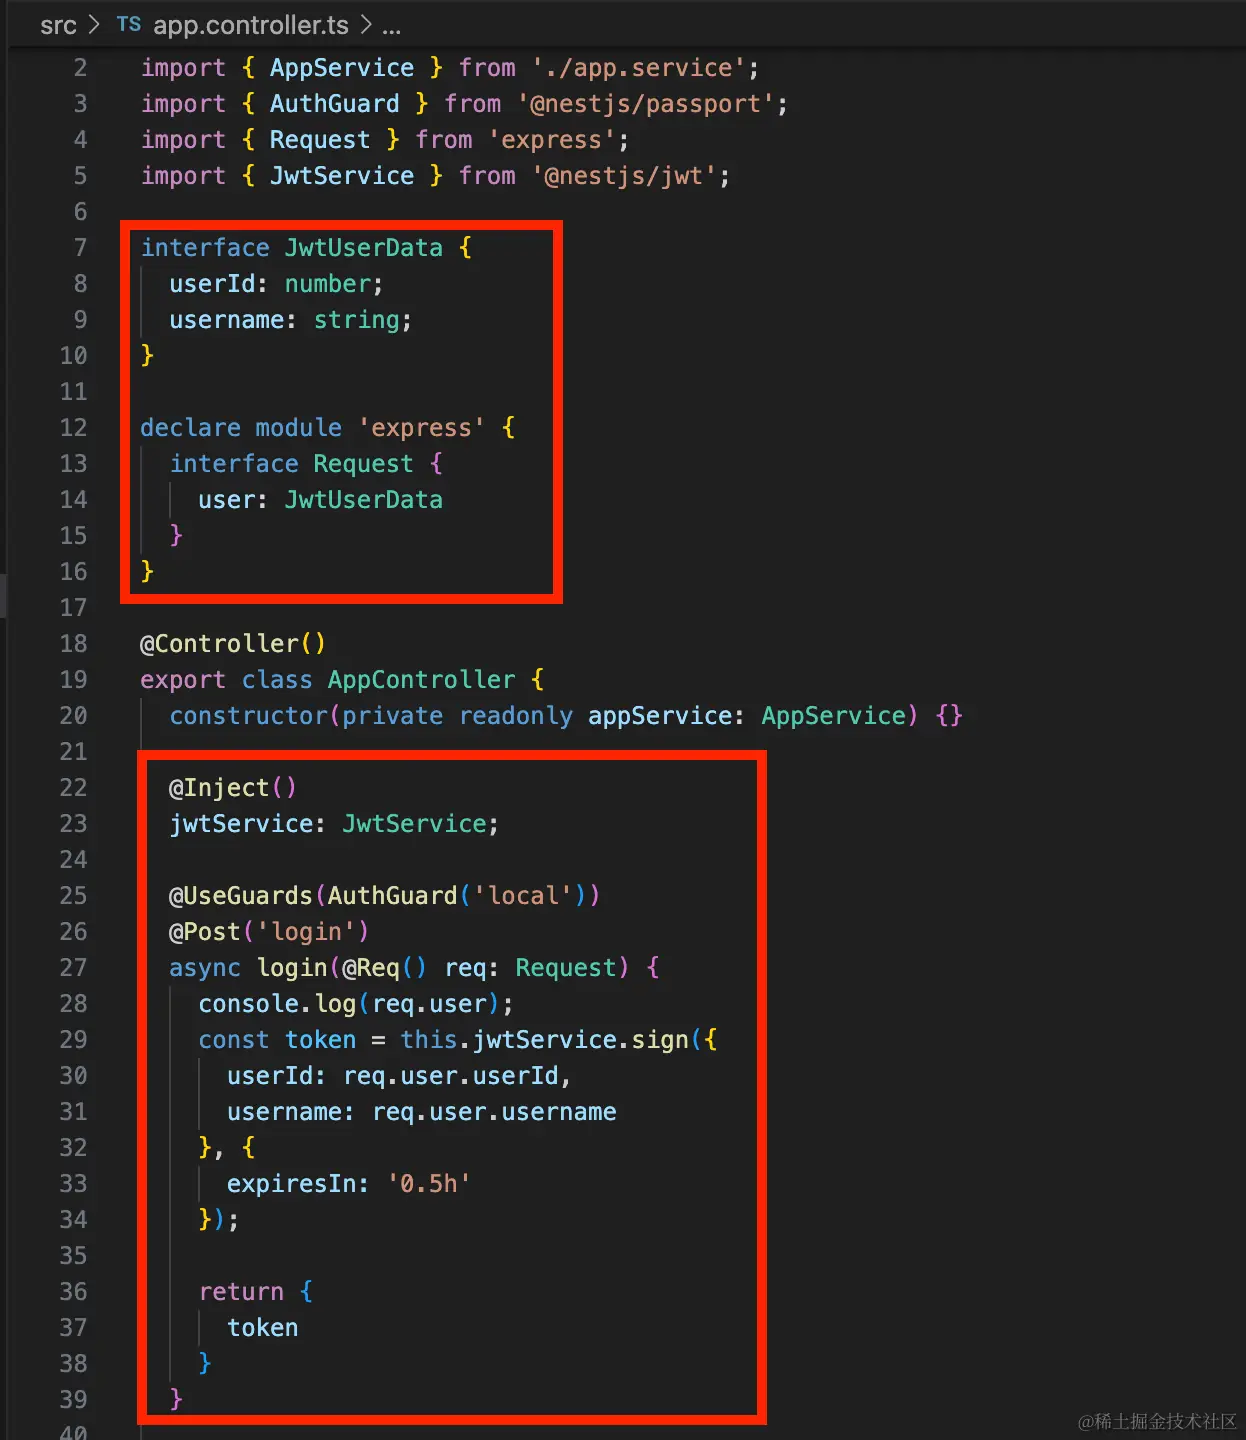 src > TS app.controller.ts > ...
2 import { AppService } from './app.service';
3 import { AuthGuard } from '@nestjs/passport';
4 import { Request } from 'express';
5 import { JwtService } from '@nestjs/jwt';
6
7 interface JwtUserData {
8   userId: number;
9   username: string;
10 }
11
12 declare module 'express' {
13   interface Request {
14     user: JwtUserData
15   }
16 }
17
18 @Controller()
19 export class AppController {
20   constructor(private readonly appService: AppService) {}
21
22   @Inject()
23   jwtService: JwtService;
24
25   @UseGuards(AuthGuard('local'))
26   @Post('login')
27   async login(@Req() req: Request) {
28     console.log(req.user);
29     const token = this.jwtService.sign({
30       userId: req.user.userId,
31       username: req.user.username
32     }, {
33       expiresIn: '0.5h'
34     });
35
36     return {
37       token
38     }
39   }
40
@稀土掘金技术社区